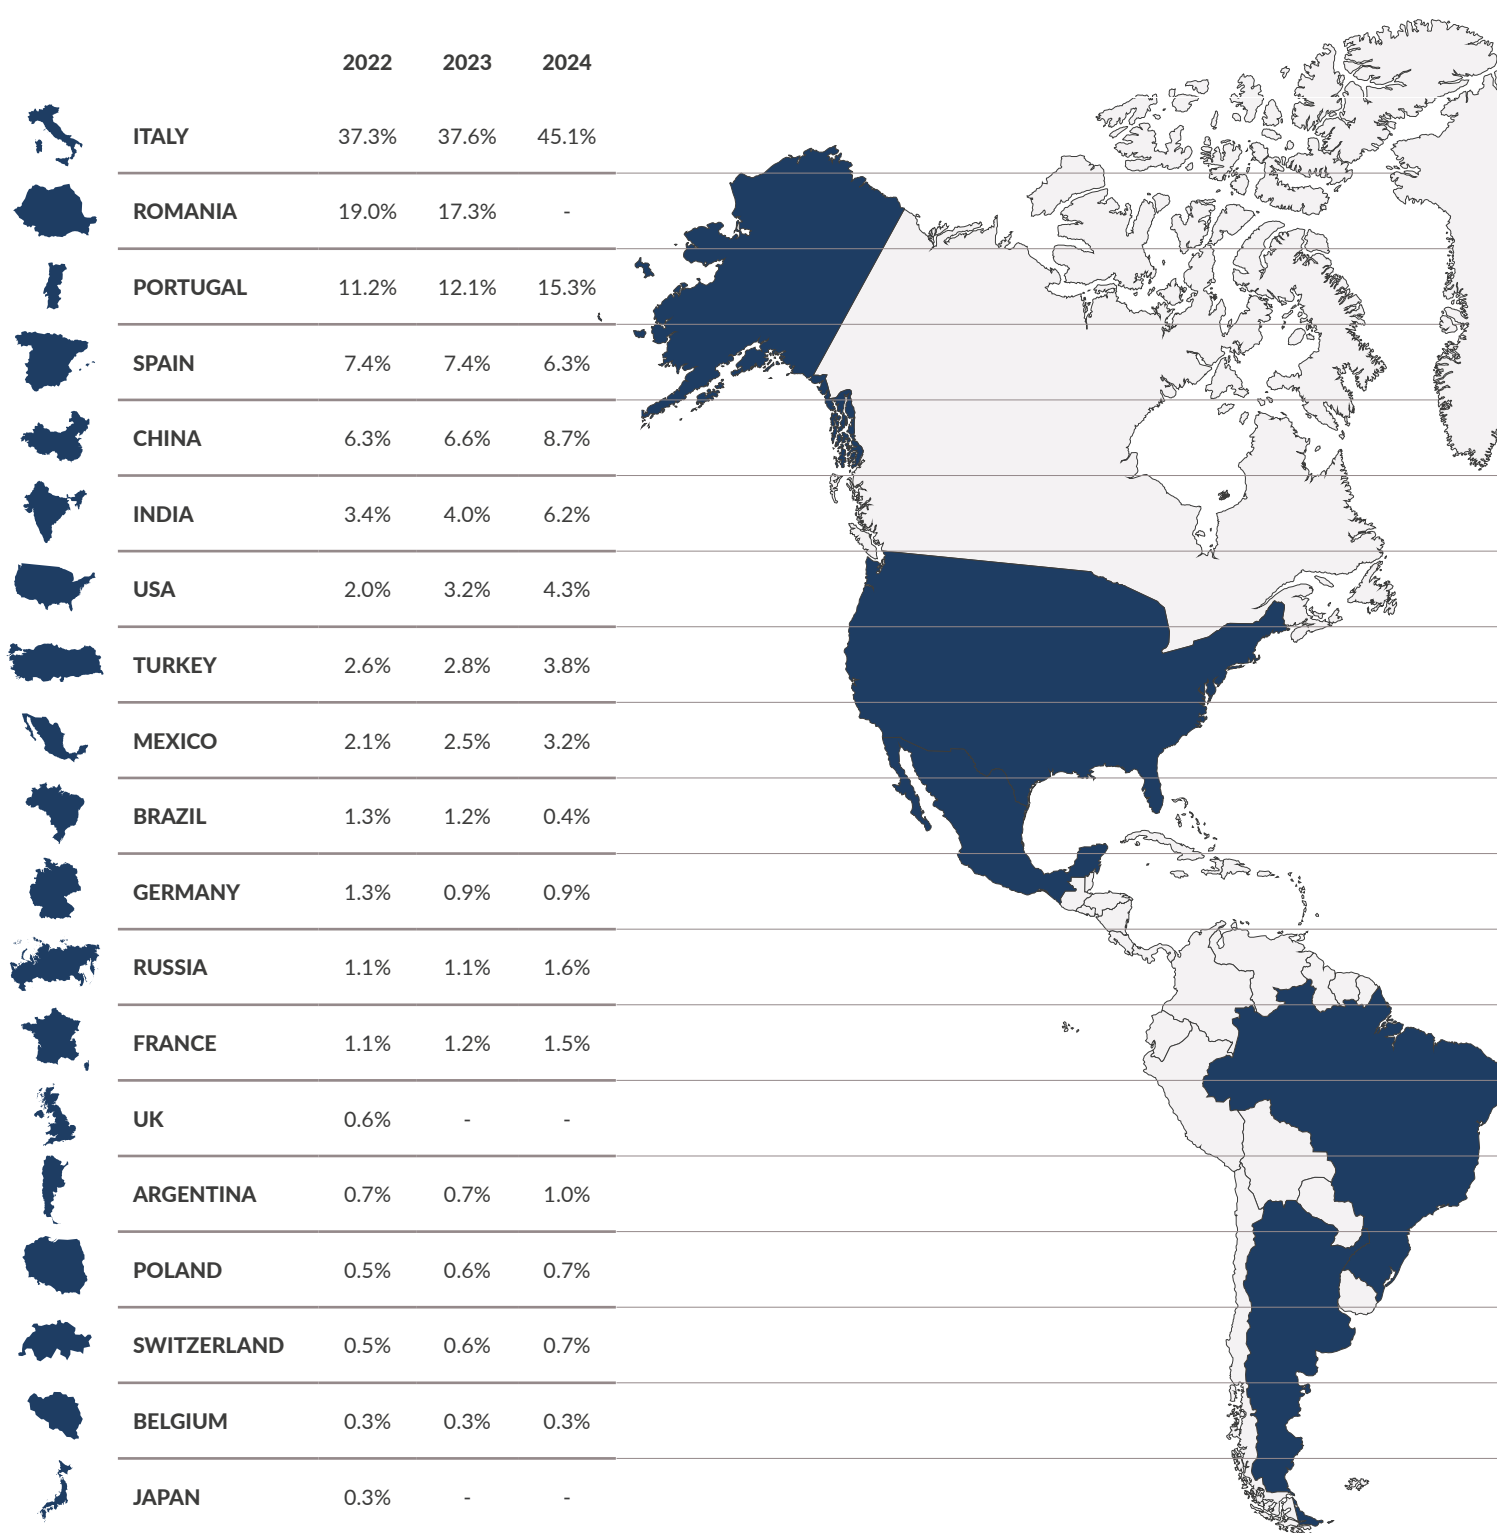 2022 2023 2024
ITALY 37.3% 37.6% 45.1%
ROMANIA 19.0% 17.3% -
PORTUGAL 11.2% 12.1% 15.3%
SPAIN 7.4% 7.4% 6.3%
CHINA 6.3% 6.6% 8.7%
INDIA 3.4% 4.0% 6.2%
USA 2.0% 3.2% 4.3%
TURKEY 2.6% 2.8% 3.8%
MEXICO 2.1% 2.5% 3.2%
BRAZIL 1.3% 1.2% 0.4%
GERMANY 1.3% 0.9% 0.9%
RUSSIA 1.1% 1.1% 1.6%
FRANCE 1.1% 1.2% 1.5%
UK 0.6% - -
ARGENTINA 0.7% 0.7% 1.0%
POLAND 0.5% 0.6% 0.7%
SWITZERLAND 0.5% 0.6% 0.7%
BELGIUM 0.3% 0.3% 0.3%
JAPAN 0.3% - -